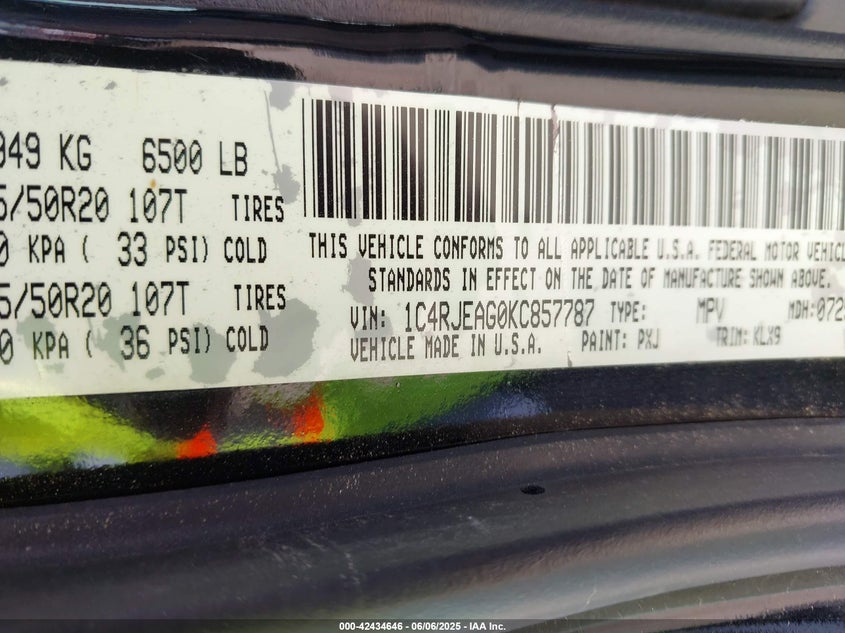 949 KG 6500 LB
5/50R20 107T TIRES
0 KPA ( 33 PSI) COLD
5/50R20 107T TIRES
0 KPA ( 36 PSI) COLD
THIS VEHICLE CONFORMS TO ALL APPLICABLE U.S.A. FEDERAL MOTOR VEHICL
STANDARDS IN EFFECT ON THE DATE OF MANUFACTURE SHOWN ABOVE.
VIN: 1C4RJEAG0KC857787 TYPE: MPV MDH:072
VEHICLE MADE IN U.S.A. PAINT: PXJ TRIM: KLX9
000-42434646 - 06/06/2025 - IAA Inc.